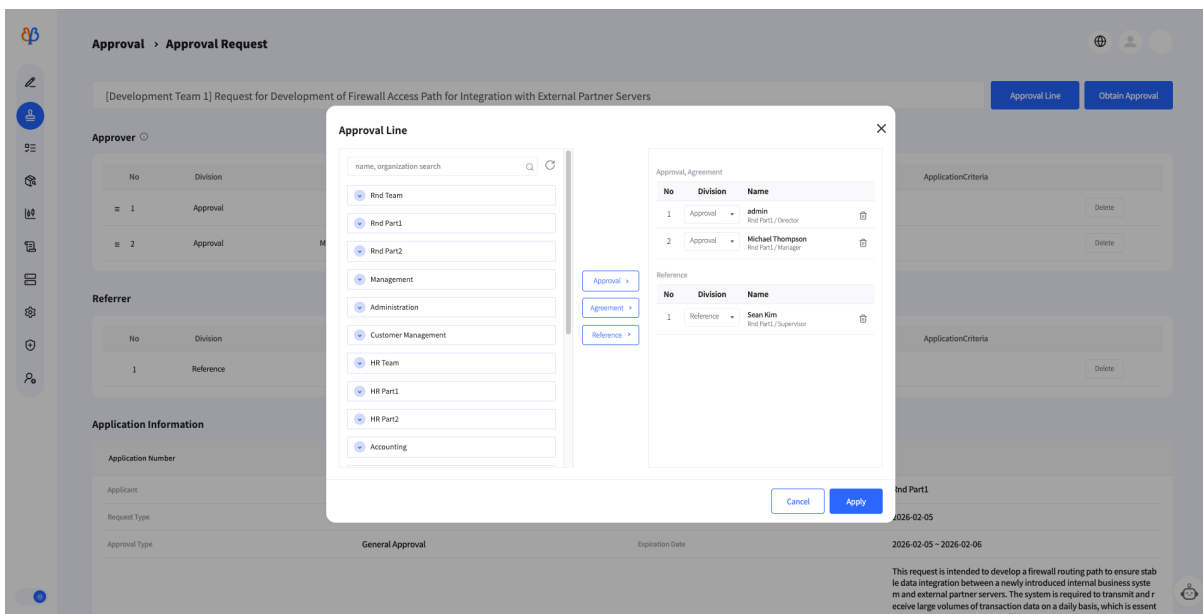 Approval > Approval Request
[Development Team 1] Request for Development of Firewall Access Path for Integration with External Partner Servers
Approval Line
Obtain Approval
Approver
No Division ApplicationCriteria
1 Approval Delete
2 Approval M Delete
Referrer
No Division ApplicationCriteria
1 Reference Delete
Application Information
Application Number
Applicant Rnd Part1
Request Type 2026-02-05
Approval Type General Approval Expiration Date 2026-02-05 ~ 2026-02-06
This request is intended to develop a firewall routing path to ensure stab
le data integration between a newly introduced internal business syste
m and external partner servers. The system is required to transmit and r
eceive large volumes of transaction data on a daily basis, which is essent
Approval Line
name, organization search
Rnd Team
Rnd Part1
Rnd Part2
Management
Administration
Customer Management
HR Team
HR Part1
HR Part2
Accounting
Approval >
Agreement >
Reference >
Approval, Agreement
No Division Name
1 Approval admin
Rnd Part1 / Director
2 Approval Michael Thompson
Rnd Part1 / Manager
Reference
No Division Name
1 Reference Sean Kim
Rnd Part1 / Supervisor
Cancel
Apply